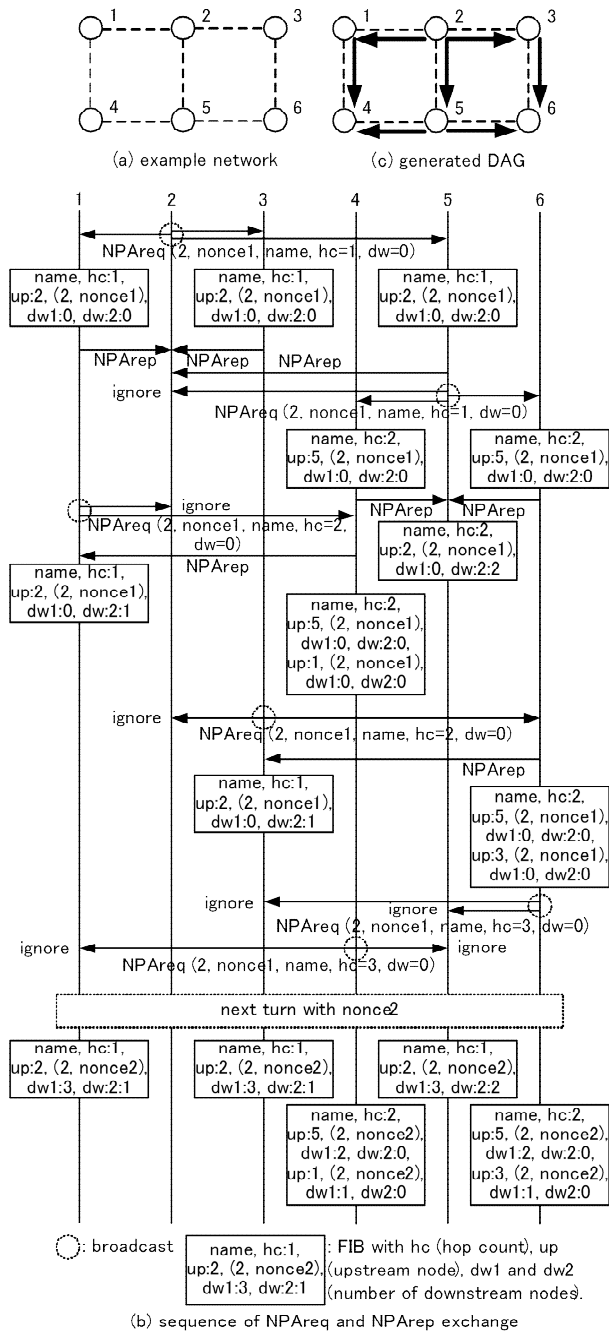 1 2 3
4 5 6
(a) example network
1 2 3
4 5 6
(c) generated DAG
1 2 3 4 5 6
NPAreq (2, nonce1, name, hc=1, dw=0)
name, hc:1,
up:2, (2, nonce1),
dw1:0, dw:2:0
name, hc:1,
up:2, (2, nonce1),
dw1:0, dw:2:0
name, hc:1,
up:2, (2, nonce1),
dw1:0, dw:2:0
NPArep
NPArep
NPArep
ignore
NPAreq (2, nonce1, name, hc=1, dw=0)
name, hc:2,
up:5, (2, nonce1),
dw1:0, dw:2:0
name, hc:2,
up:5, (2, nonce1),
dw1:0, dw:2:0
ignore
NPArep
NPArep
NPAreq (2, nonce1, name, hc=2,
dw=0)
name, hc:2,
up:2, (2, nonce1),
dw1:0, dw:2:2
NPArep
name, hc:1,
up:2, (2, nonce1),
dw1:0, dw:2:1
name, hc:2,
up:5, (2, nonce1),
dw1:0, dw:2:0,
up:1, (2, nonce1),
dw1:0, dw2:0
ignore
NPAreq (2, nonce1, name, hc=2, dw=0)
NPArep
name, hc:1,
up:2, (2, nonce1),
dw1:0, dw:2:1
name, hc:2,
up:5, (2, nonce1),
dw1:0, dw:2:0,
up:3, (2, nonce1),
dw1:0, dw2:0
ignore
ignore
NPAreq (2, nonce1, name, hc=3, dw=0)
ignore
ignore
NPAreq (2, nonce1, name, hc=3, dw=0)
next turn with nonce2
name, hc:1,
up:2, (2, nonce2),
dw1:3, dw:2:1
name, hc:1,
up:2, (2, nonce2),
dw1:3, dw:2:1
name, hc:1,
up:2, (2, nonce2),
dw1:3, dw:2:2
name, hc:2,
up:5, (2, nonce2),
dw1:2, dw:2:0,
up:1, (2, nonce2),
dw1:1, dw2:0
name, hc:2,
up:5, (2, nonce2),
dw1:2, dw:2:0,
up:3, (2, nonce2),
dw1:1, dw2:0
: broadcast
name, hc:1,
up:2, (2, nonce2),
dw1:3, dw:2:1
: FIB with hc (hop count), up
(upstream node), dw1 and dw2
(number of downstream nodes).
(b) sequence of NPAreq and NPArep exchange